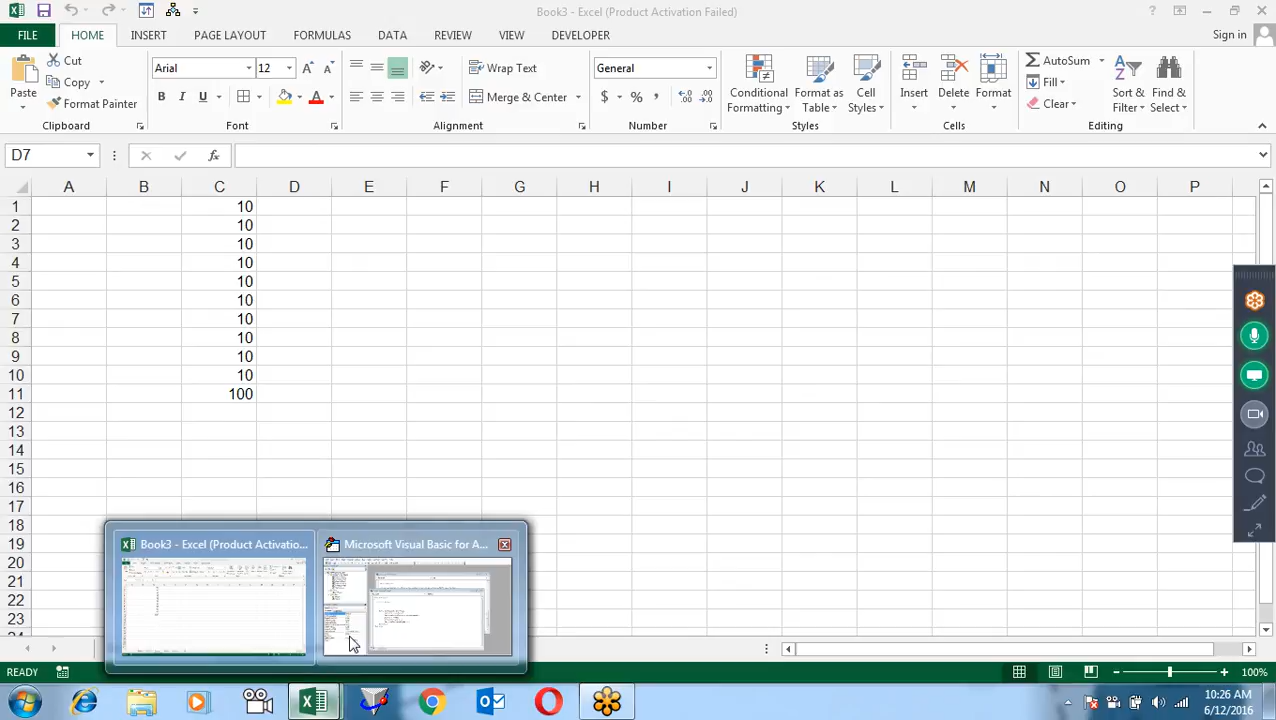 Book3 - Excel (Product Activation Failed)
FILE HOME INSERT PAGE LAYOUT FORMULAS DATA REVIEW VIEW DEVELOPER Sign in
Paste Cut Copy Format Painter Clipboard
Arial 12 B I U Font
Wrap Text Merge & Center Alignment
General $ % , Number
Conditional Formatting Format as Table Cell Styles Styles
Insert Delete Format Cells
AutoSum Fill Clear Sort & Filter Find & Select Editing
D7 fx
A B C D E F G H I J K L M N O P
1 10
2 10
3 10
4 10
5 10
6 10
7 10
8 10
9 10
10 10
11 100
12
13
14
15
16
17
18
19
20
21
22
23
Book3 - Excel (Product Activatio... Microsoft Visual Basic for A...
READY 100%
10:26 AM
6/12/2016